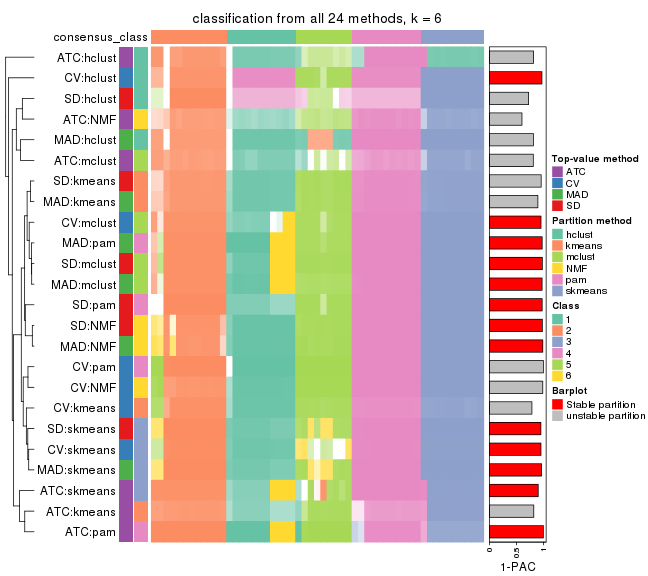 classification from all 24 methods, k = 6
consensus_class
ATC:hclust
CV:hclust
SD:hclust
ATC:NMF
MAD:hclust
ATC:mclust
SD:kmeans
MAD:kmeans
CV:mclust
MAD:pam
SD:mclust
MAD:mclust
SD:pam
SD:NMF
MAD:NMF
CV:pam
CV:NMF
CV:kmeans
SD:skmeans
CV:skmeans
MAD:skmeans
ATC:skmeans
ATC:kmeans
ATC:pam
0
0.5
1
1-PAC
Top-value method
ATC
CV
MAD
SD
Partition method
hclust
kmeans
mclust
NMF
pam
skmeans
Class
1
2
3
4
5
6
Barplot
Stable partition
unstable partition